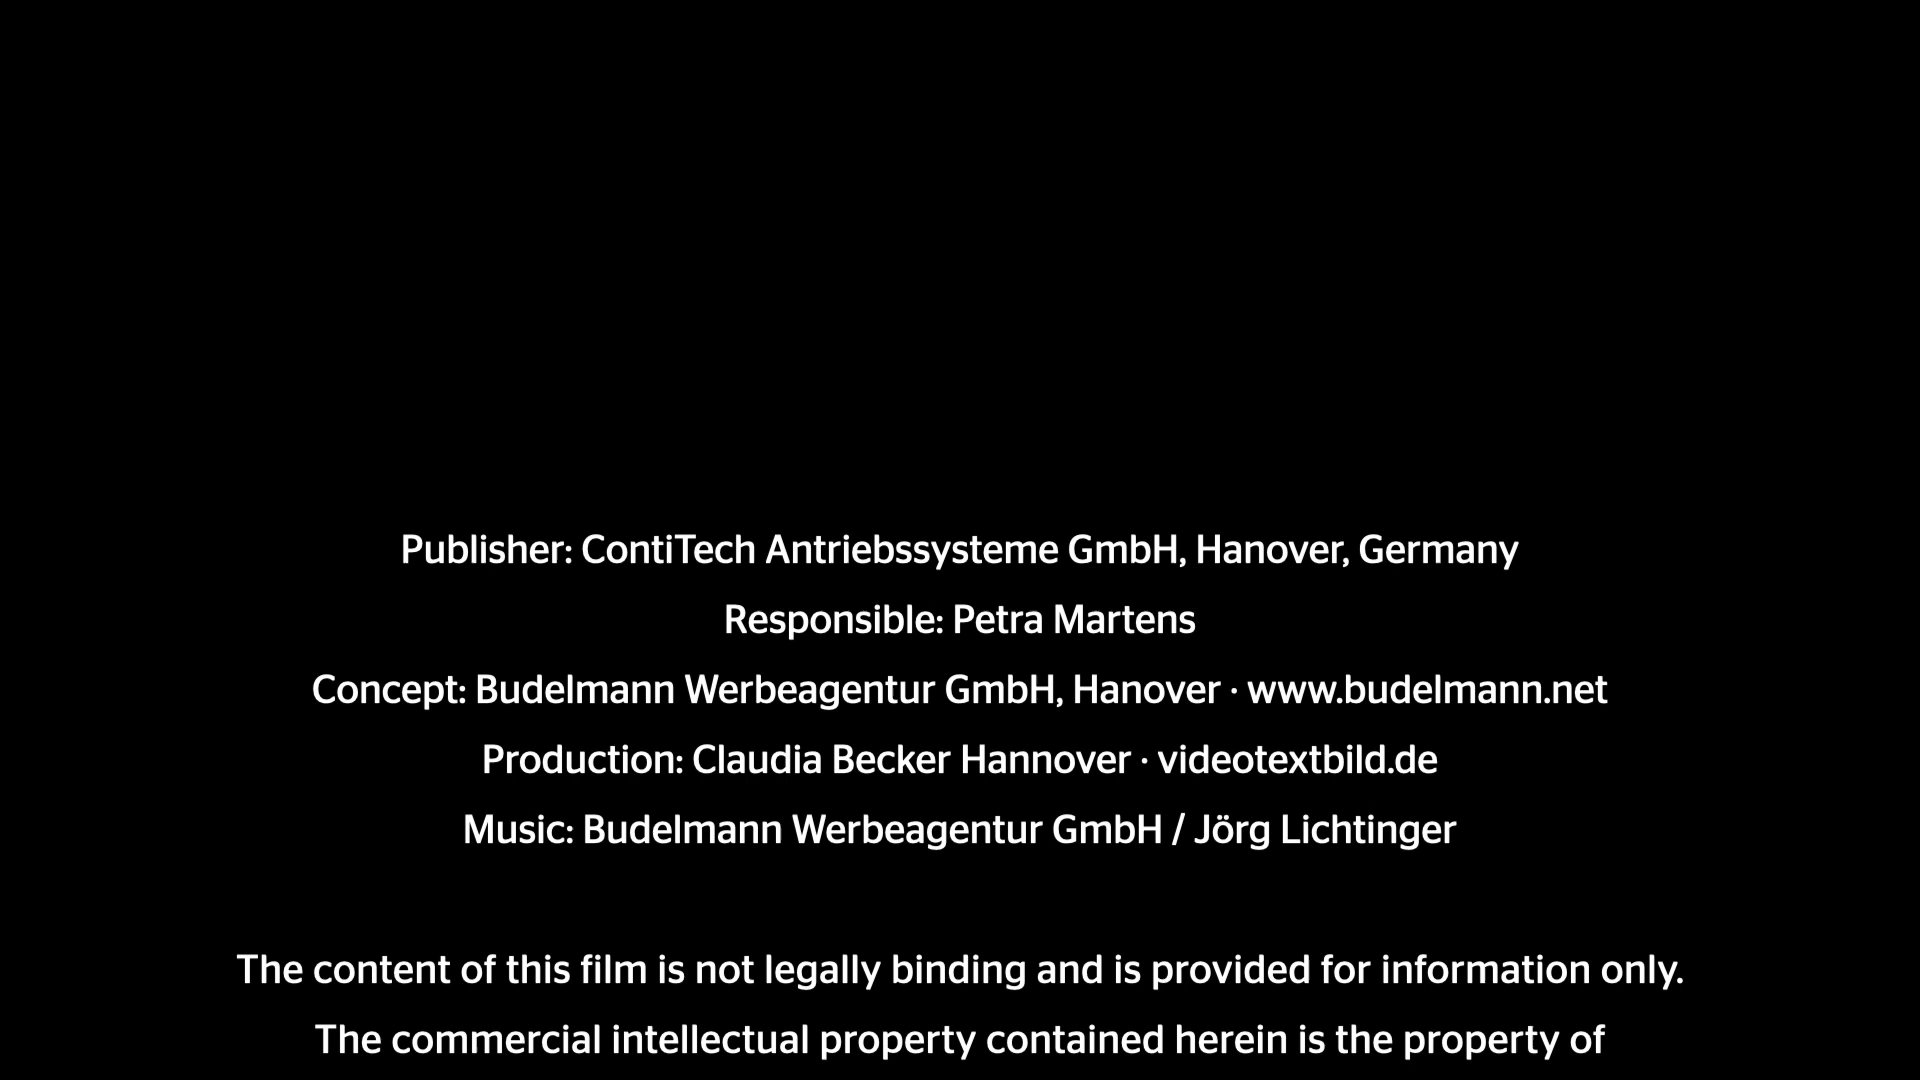 Publisher: ContiTech Antriebssysteme GmbH, Hanover, Germany
Responsible: Petra Martens
Concept: Budelmann Werbeagentur GmbH, Hanover · www.budelmann.net
Production: Claudia Becker Hannover · videotextbild.de
Music: Budelmann Werbeagentur GmbH / Jörg Lichtinger
The content of this film is not legally binding and is provided for information only.
The commercial intellectual property contained herein is the property of